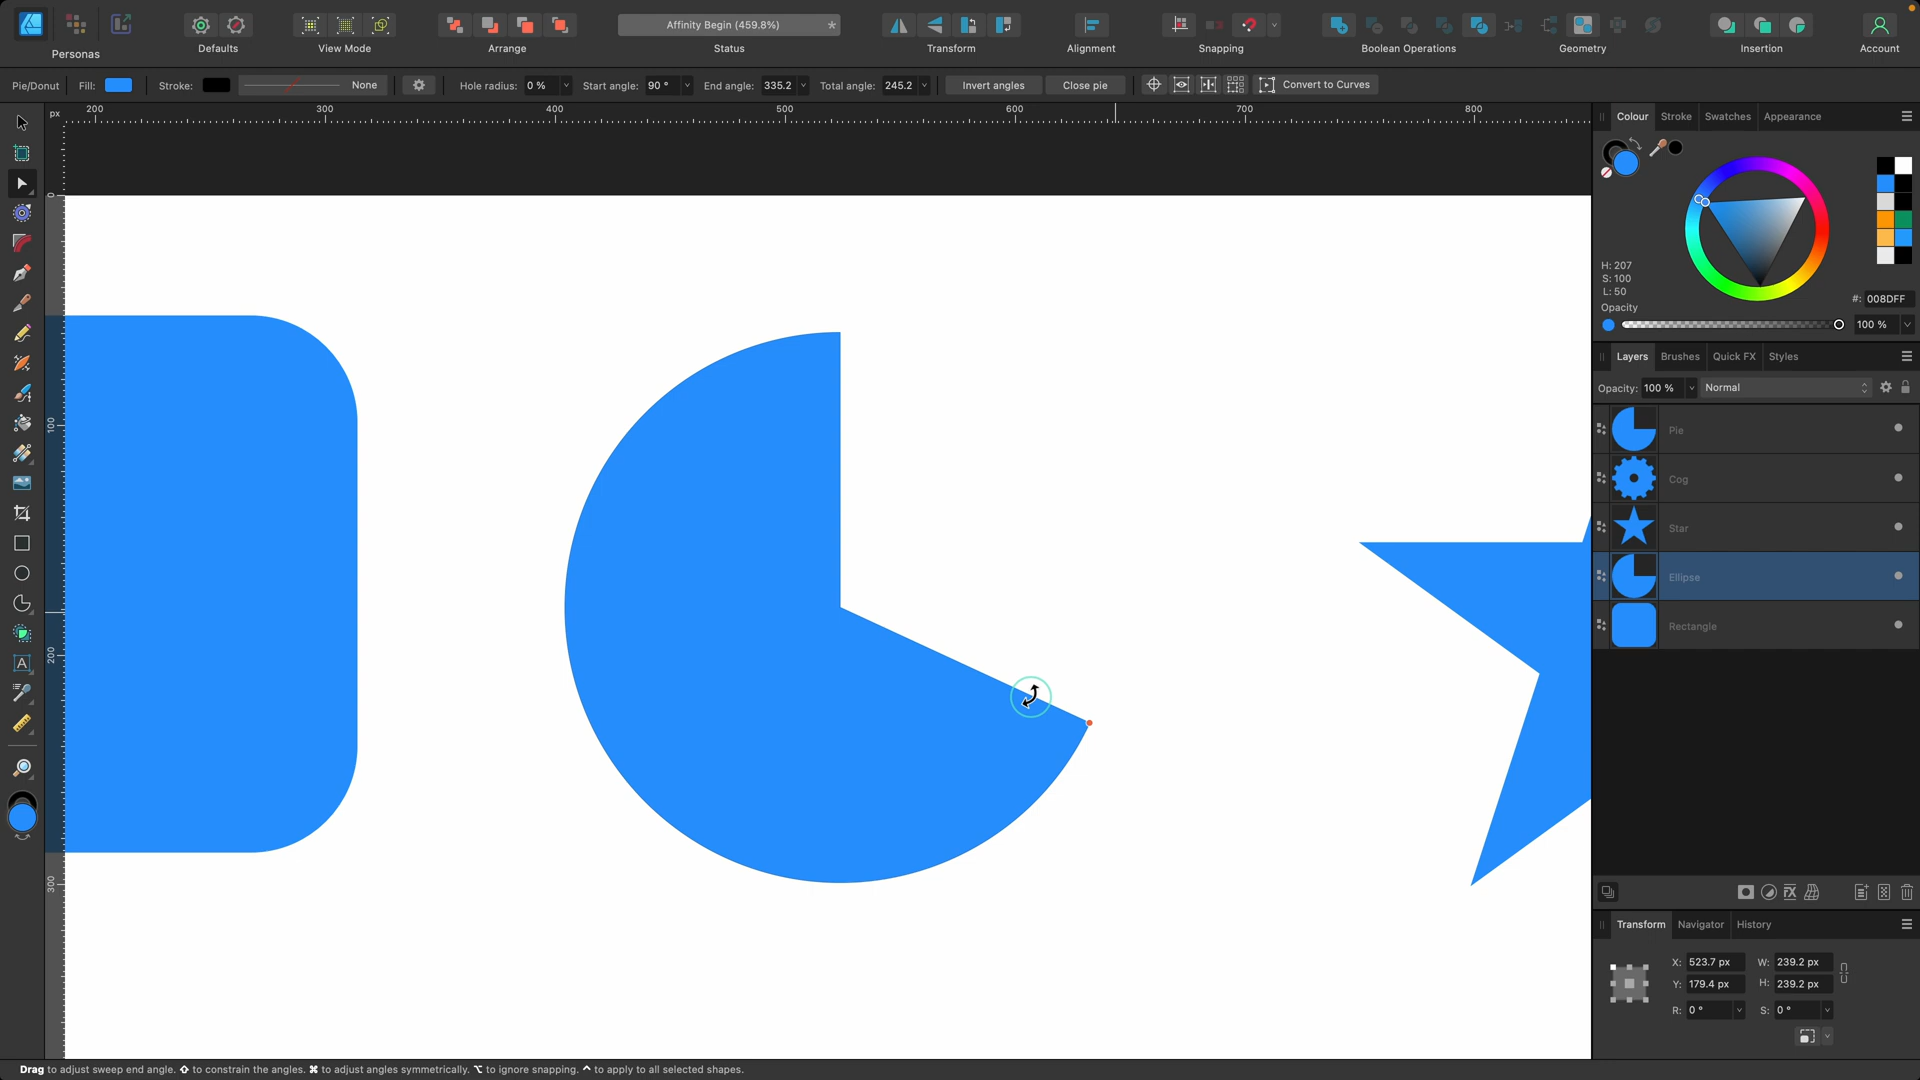 Affinity Begin (459.8%)
*
Personas
Defaults
View Mode
Arrange
Status
Transform
Alignment
Snapping
Boolean Operations
Geometry
Insertion
Account
Pie/Donut
Fill:
Stroke:
None
Hole radius: 0 %
Start angle: 90 °
End angle: 335.2
Total angle: 245.2
Invert angles
Close pie
Convert to Curves
px
200
300
400
500
600
700
800
0
100
200
300
Colour
Stroke
Swatches
Appearance
H: 207
S: 100
L: 50
#: 008DFF
Opacity
100 %
Layers
Brushes
Quick FX
Styles
Opacity: 100 %
Normal
Pie
Cog
Star
Ellipse
Rectangle
A
FX
Transform
Navigator
History
X: 523.7 px
W: 239.2 px
Y: 179.4 px
H: 239.2 px
R: 0 °
S: 0 °
Drag to adjust sweep end angle. ⇧ to constrain the angles. ⌘ to adjust angles symmetrically. ⌥ to ignore snapping. ⌃ to apply to all selected shapes.